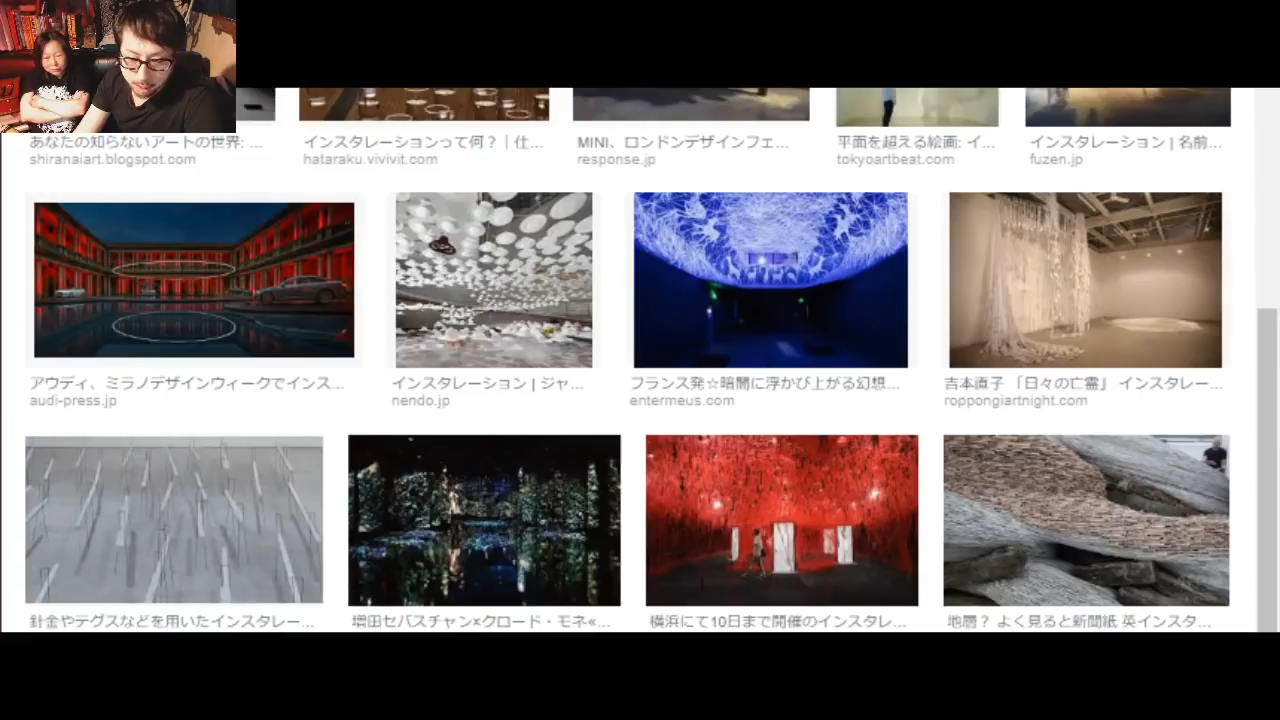 あなたの知らないアートの世界: ...
shiranaiart.blogspot.com
インスタレーションって何？｜仕...
hataraku.vivivit.com
MINI、ロンドンデザインフェ...
response.jp
平面を超える絵画: イ...
tokyoartbeat.com
インスタレーション | 名前...
fuzen.jp
アウディ、ミラノデザインウィークでインス...
audi-press.jp
インスタレーション | ジャ...
nendo.jp
フランス発☆暗闇に浮かび上がる幻想...
entermeus.com
吉本直子 「日々の亡霊」 インスタレー...
roppongiartnight.com
針金やテグスなどを用いたインスタレー...
増田セバスチャン×クロード・モネ«...
横浜にて10日まで開催のインスタレ...
地層？ よく見ると新聞紙 英インスタ...